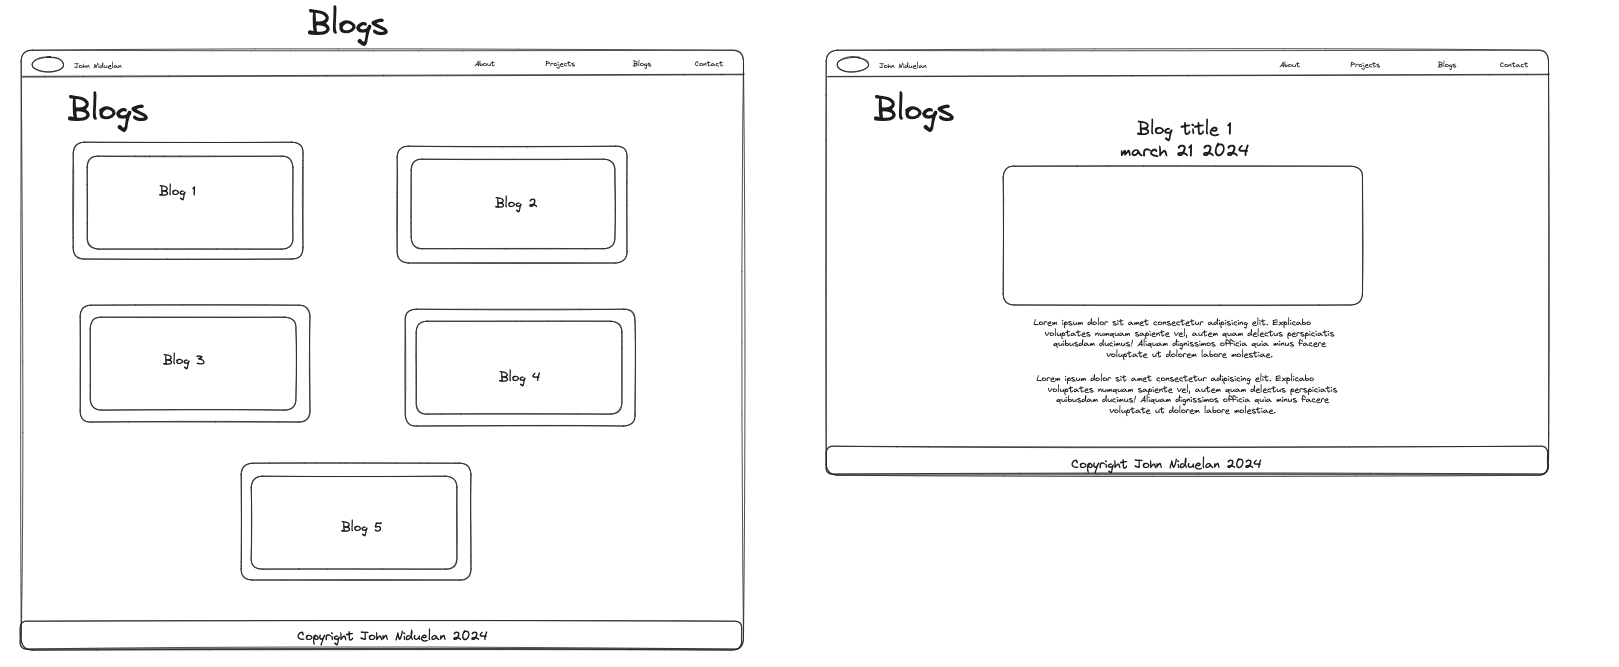 Blogs
John Niduelan
About
Projects
Blogs
Contact
Blogs
Blog 1
Blog 2
Blog 3
Blog 4
Blog 5
Copyright John Niduelan 2024
John Niduelan
About
Projects
Blogs
Contact
Blogs
Blog title 1
march 21 2024
Lorem ipsum dolor sit amet consectetur adipisicing elit. Explicabo
voluptates numquam sapiente vel, autem quam delectus perspiciatis
quibusdam ducimus! Aliquam dignissimos officia quia minus facere
voluptate ut dolorem labore molestiae.
Lorem ipsum dolor sit amet consectetur adipisicing elit. Explicabo
voluptates numquam sapiente vel, autem quam delectus perspiciatis
quibusdam ducimus! Aliquam dignissimos officia quia minus facere
voluptate ut dolorem labore molestiae.
Copyright John Niduelan 2024